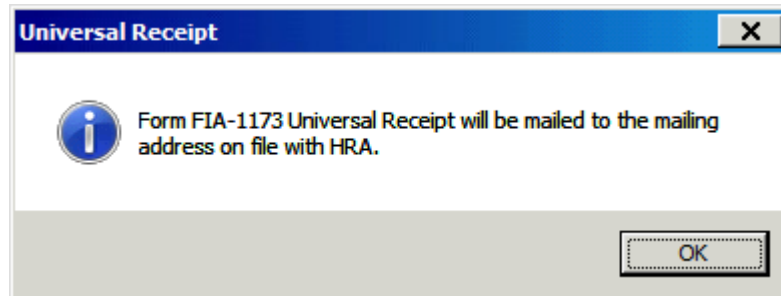 Universal Receipt
Form FIA-1173 Universal Receipt will be mailed to the mailing
address on file with HRA.
OK